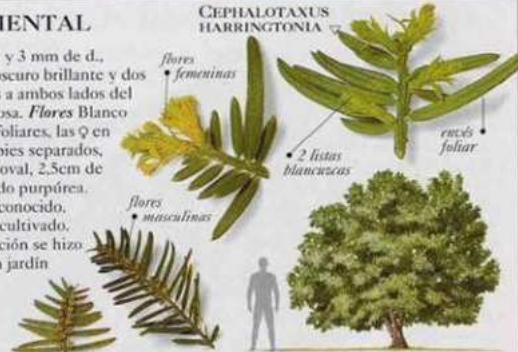 IENTAL
y 3 mm de d.,
oscuro brillante y dos
s a ambos lados del
osa. Flores Blanco
foliares, las ♀ en
pies separados,
oval, 2,5cm de
do purpúrea.
conocido.
cultivado.
ción se hizo
jardín
CEPHALOTAXUS
HARRINGTONIA
flores
femeninas
2 listas
blancuzcas
envés
foliar
flores
masculinas